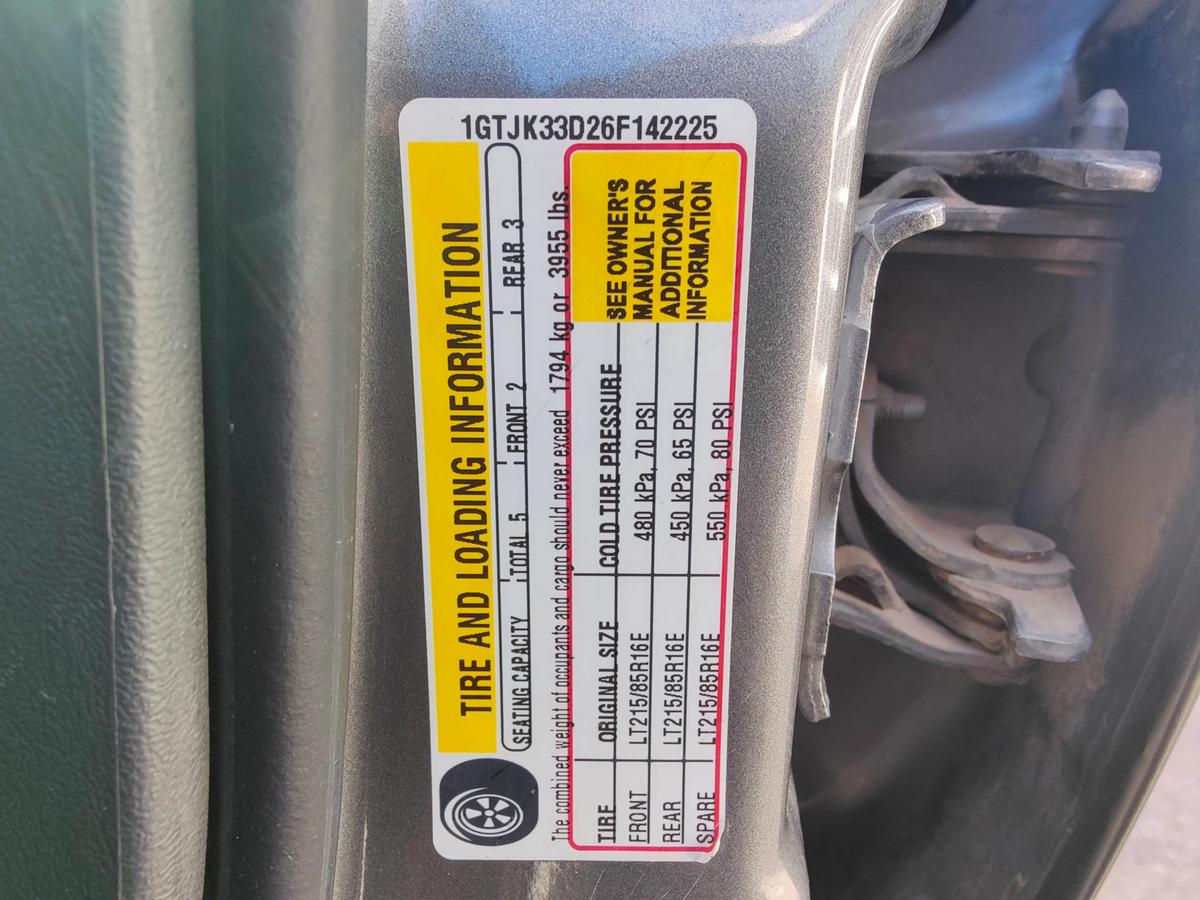 1GTJK33D26F142225
TIRE AND LOADING INFORMATION
SEATING CAPACITY TOTAL 5 FRONT 2 REAR 3
The combined weight of occupants and cargo should never exceed 1794 kg or 3955 lbs.
TIRE ORIGINAL SIZE COLD TIRE PRESSURE
FRONT LT215/85R16E 480 kPa, 70 PSI
REAR LT215/85R16E 450 kPa, 65 PSI
SPARE LT215/85R16E 550 kPa, 80 PSI
SEE OWNER'S
MANUAL FOR
ADDITIONAL
INFORMATION